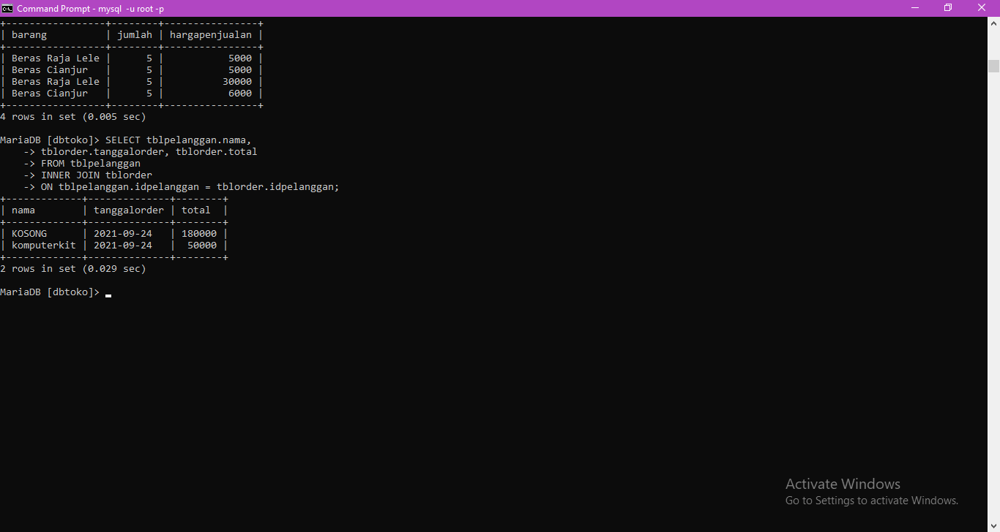 Command Prompt - mysql -u root -p
+-----------------+--------+----------------+
| barang          | jumlah | hargapenjualan |
+-----------------+--------+----------------+
| Beras Raja Lele |      5 |           5000 |
| Beras Cianjur   |      5 |           5000 |
| Beras Raja Lele |      5 |          30000 |
| Beras Cianjur   |      5 |           6000 |
+-----------------+--------+----------------+
4 rows in set (0.005 sec)
MariaDB [dbtoko]> SELECT tblpelanggan.nama,
    -> tblorder.tanggalorder, tblorder.total
    -> FROM tblpelanggan
    -> INNER JOIN tblorder
    -> ON tblpelanggan.idpelanggan = tblorder.idpelanggan;
+-------------+--------------+--------+
| nama        | tanggalorder | total  |
+-------------+--------------+--------+
| KOSONG      | 2021-09-24   | 180000 |
| komputerkit | 2021-09-24   |  50000 |
+-------------+--------------+--------+
2 rows in set (0.029 sec)
MariaDB [dbtoko]> _
Activate Windows
Go to Settings to activate Windows.